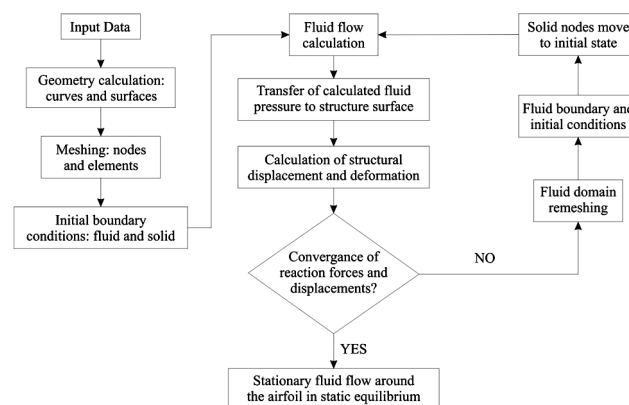 Input Data
Geometry calculation:
curves and surfaces
Meshing: nodes
and elements
Initial boundary
conditions: fluid and solid
Fluid flow
calculation
Transfer of calculated fluid
pressure to structure surface
Calculation of structural
displacement and deformation
Convergance of
reaction forces and
displacements?
YES
Stationary fluid flow around
the airfoil in static equilibrium
NO
Fluid domain
remeshing
Fluid boundary and
initial conditions
Solid nodes move
to initial state